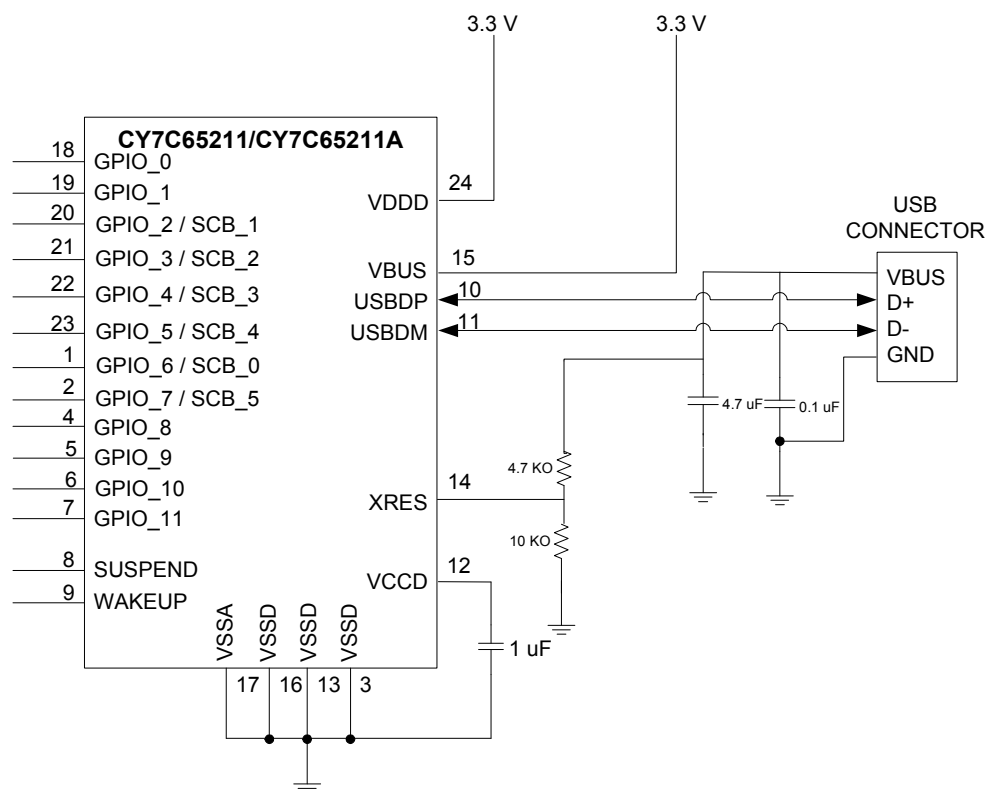 3.3 V
3.3 V
CY7C65211/CY7C65211A
18
GPIO_0
19
GPIO_1
20
GPIO_2 / SCB_1
21
GPIO_3 / SCB_2
22
GPIO_4 / SCB_3
23
GPIO_5 / SCB_4
1
GPIO_6 / SCB_0
2
GPIO_7 / SCB_5
4
GPIO_8
5
GPIO_9
6
GPIO_10
7
GPIO_11
8
SUSPEND
9
WAKEUP
VDDD
24
VBUS
15
USBDP
10
USBDM
11
XRES
14
VCCD
12
VSSA
VSSD
VSSD
VSSD
17
16
13
3
1 uF
4.7 KO
10 KO
4.7 uF
0.1 uF
USB
CONNECTOR
VBUS
D+
D-
GND